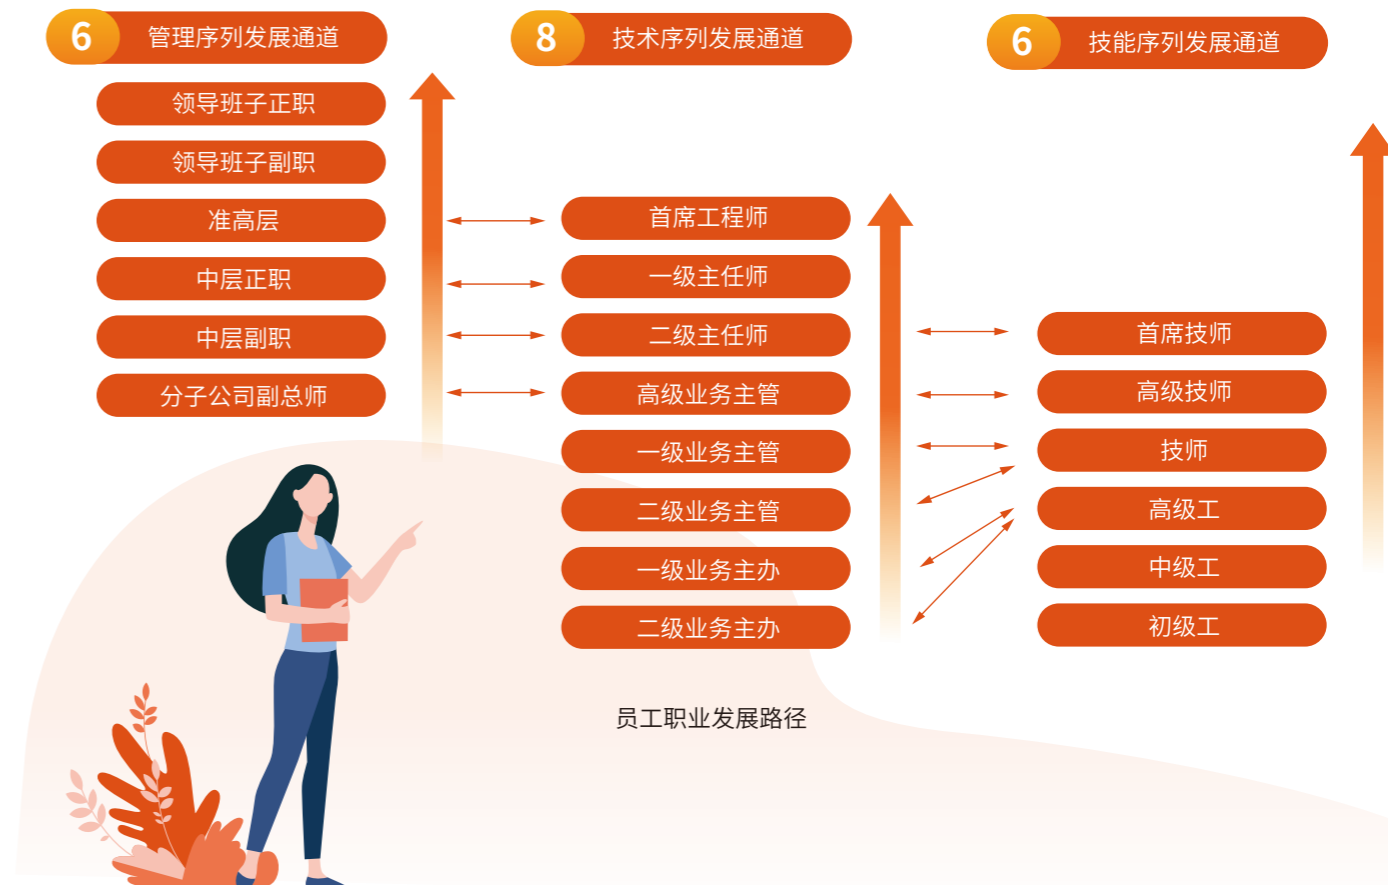 6
管理序列发展通道
领导班子正职
领导班子副职
准高层
中层正职
中层副职
分子公司副总师
8
技术序列发展通道
首席工程师
一级主任师
二级主任师
高级业务主管
一级业务主管
二级业务主管
一级业务主办
二级业务主办
6
技能序列发展通道
首席技师
高级技师
技师
高级工
中级工
初级工
员工职业发展路径